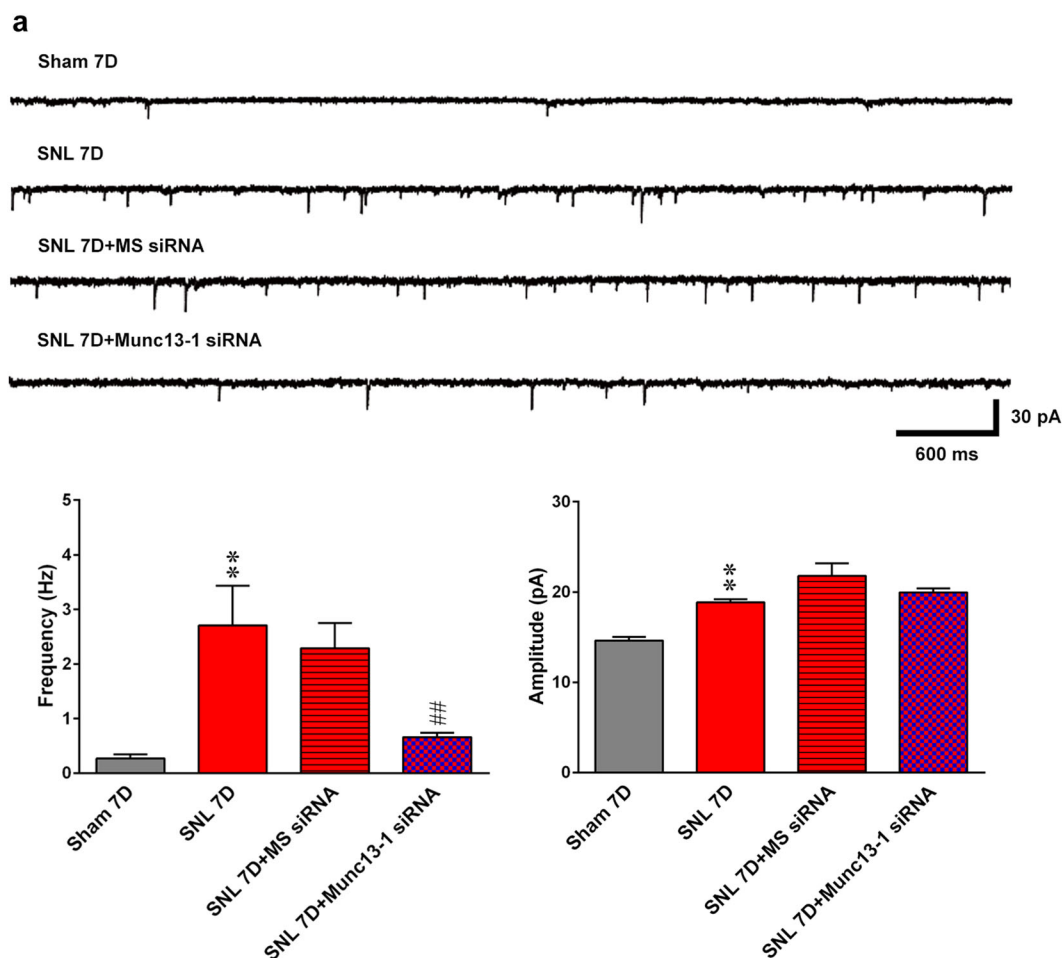 a
Sham 7D
SNL 7D
SNL 7D+MS siRNA
SNL 7D+Munc13-1 siRNA
30 pA
600 ms
Frequency (Hz)
5
4
3
2
1
0
**
##
Sham 7D
SNL 7D
SNL 7D+MS siRNA
SNL 7D+Munc13-1 siRNA
Amplitude (pA)
30
20
10
0
**
Sham 7D
SNL 7D
SNL 7D+MS siRNA
SNL 7D+Munc13-1 siRNA